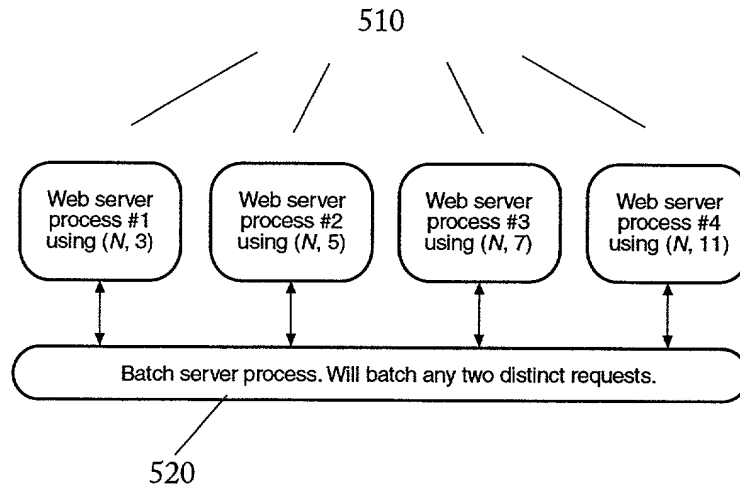 510
Web server
process #1
using (N, 3)
Web server
process #2
using (N, 5)
Web server
process #3
using (N, 7)
Web server
process #4
using (N, 11)
Batch server process. Will batch any two distinct requests.
520